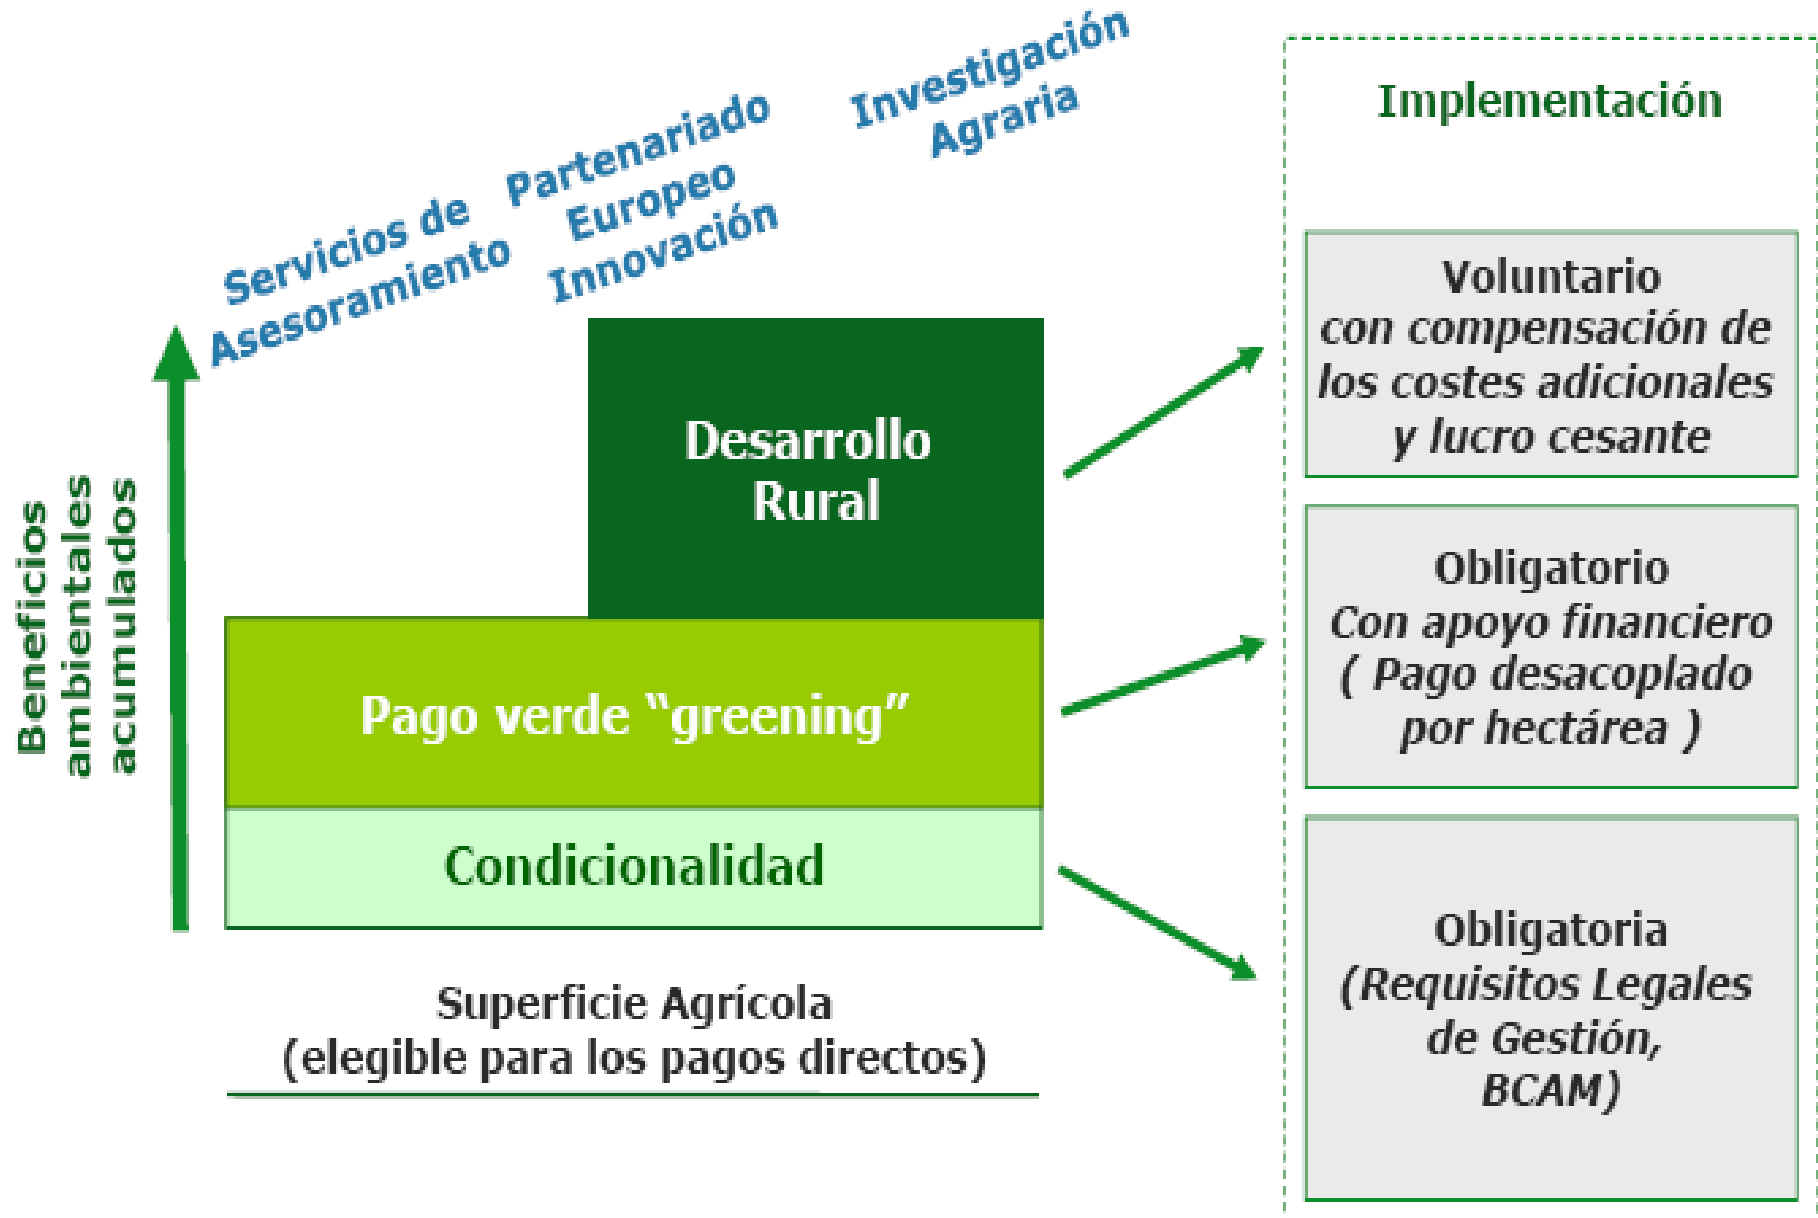 Servicios de
Asesoramiento
Partenariado
Europeo
Innovación
Investigación
Agraria
Beneficios
ambientales
acumulados
Desarrollo
Rural
Pago verde “greening”
Condicionalidad
Superficie Agrícola
(elegible para los pagos directos)
Implementación
Voluntario
con compensación de
los costes adicionales
y lucro cesante
Obligatorio
Con apoyo financiero
( Pago desacoplado
por hectárea )
Obligatoria
(Requisitos Legales
de Gestión,
BCAM)